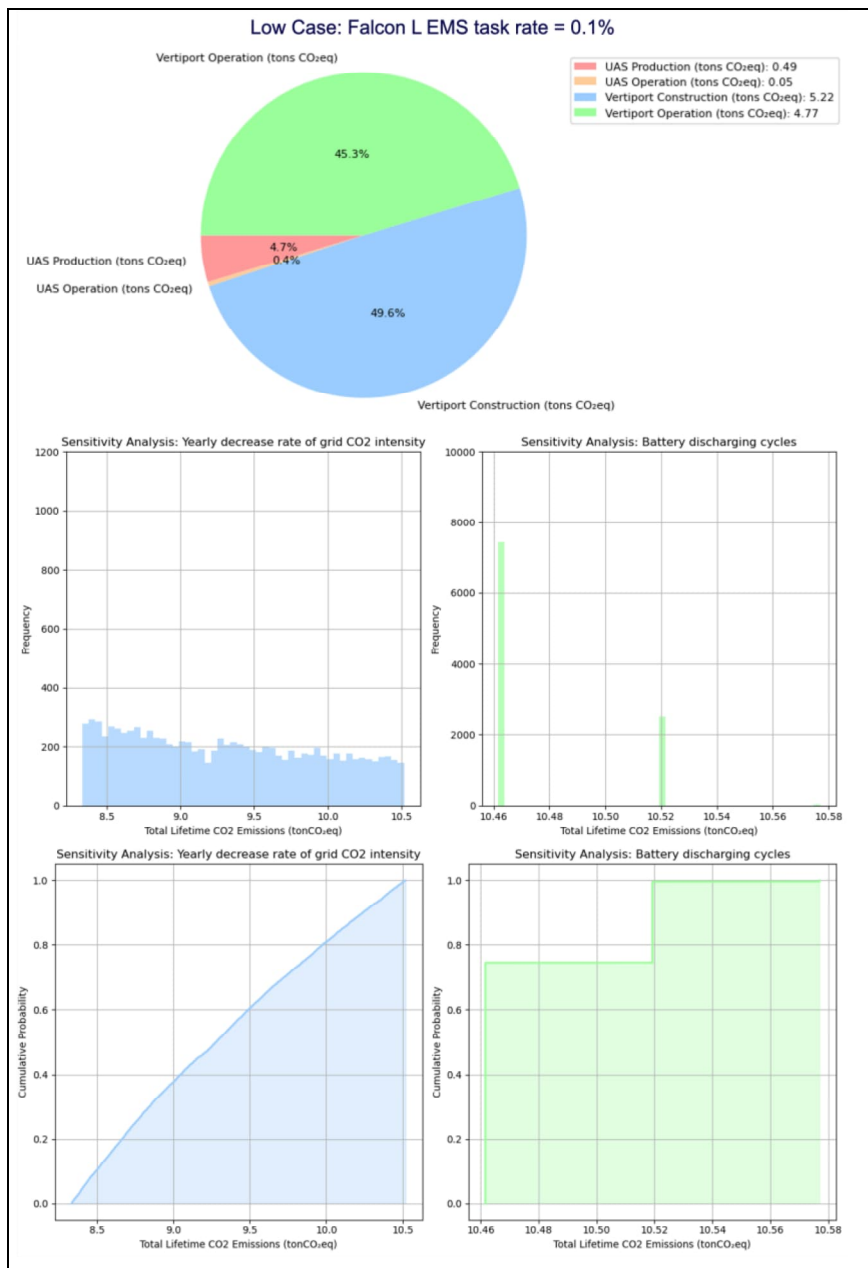 Low Case: Falcon L EMS task rate = 0.1%
Vertiport Operation (tons CO₂eq)
UAS Production (tons CO₂eq): 0.49
UAS Operation (tons CO₂eq): 0.05
Vertiport Construction (tons CO₂eq): 5.22
Vertiport Operation (tons CO₂eq): 4.77
45.3%
4.7%
UAS Production (tons CO₂eq)
0.4%
UAS Operation (tons CO₂eq)
49.6%
Vertiport Construction (tons CO₂eq)
Sensitivity Analysis: Yearly decrease rate of grid CO2 intensity
1200
1000
800
600
400
200
0
Frequency
8.5 9.0 9.5 10.0 10.5
Total Lifetime CO2 Emissions (tonCO₂eq)
Sensitivity Analysis: Battery discharging cycles
10000
8000
6000
4000
2000
0
Frequency
10.46 10.48 10.50 10.52 10.54 10.56 10.58
Total Lifetime CO2 Emissions (tonCO₂eq)
Sensitivity Analysis: Yearly decrease rate of grid CO2 intensity
1.0
0.8
0.6
0.4
0.2
0.0
Cumulative Probability
8.5 9.0 9.5 10.0 10.5
Total Lifetime CO2 Emissions (tonCO₂eq)
Sensitivity Analysis: Battery discharging cycles
1.0
0.8
0.6
0.4
0.2
0.0
Cumulative Probability
10.46 10.48 10.50 10.52 10.54 10.56 10.58
Total Lifetime CO2 Emissions (tonCO₂eq)